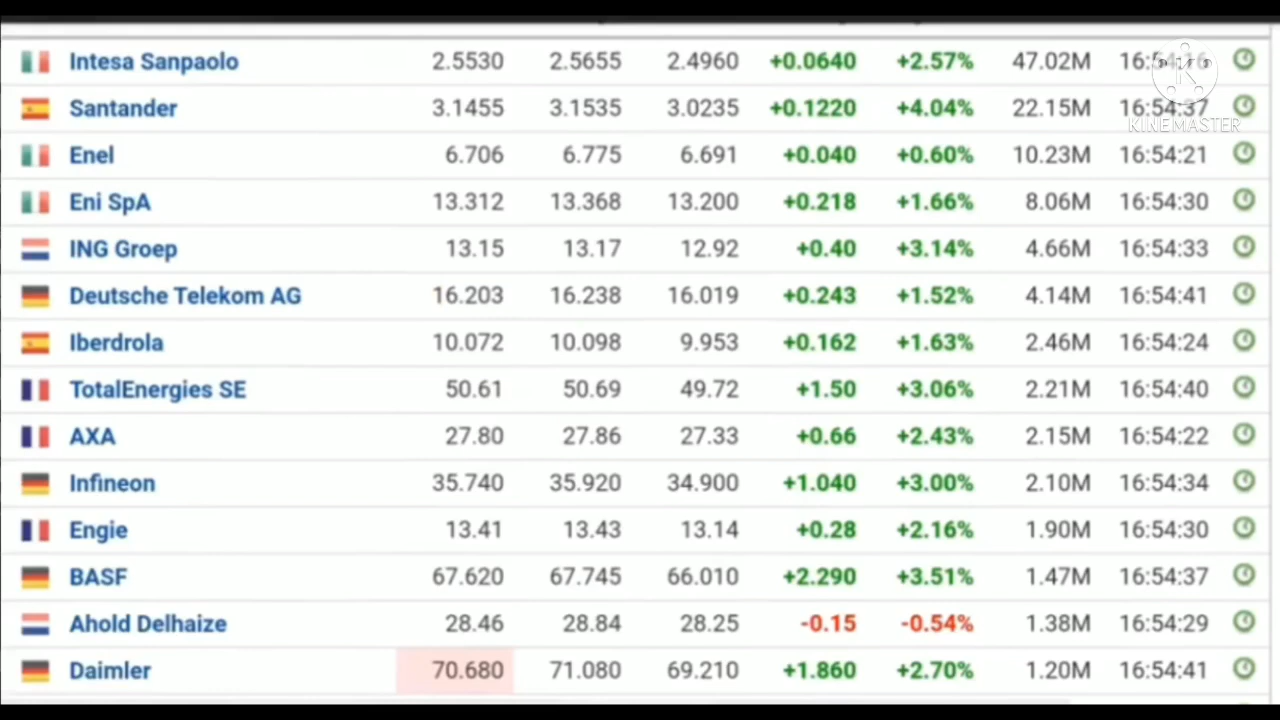 Intesa Sanpaolo 2.5530 2.5655 2.4960 +0.0640 +2.57% 47.02M 16:54:16
Santander 3.1455 3.1535 3.0235 +0.1220 +4.04% 22.15M 16:54:37
KINEMASTER
Enel 6.706 6.775 6.691 +0.040 +0.60% 10.23M 16:54:21
Eni SpA 13.312 13.368 13.200 +0.218 +1.66% 8.06M 16:54:30
ING Groep 13.15 13.17 12.92 +0.40 +3.14% 4.66M 16:54:33
Deutsche Telekom AG 16.203 16.238 16.019 +0.243 +1.52% 4.14M 16:54:41
Iberdrola 10.072 10.098 9.953 +0.162 +1.63% 2.46M 16:54:24
TotalEnergies SE 50.61 50.69 49.72 +1.50 +3.06% 2.21M 16:54:40
AXA 27.80 27.86 27.33 +0.66 +2.43% 2.15M 16:54:22
Infineon 35.740 35.920 34.900 +1.040 +3.00% 2.10M 16:54:34
Engie 13.41 13.43 13.14 +0.28 +2.16% 1.90M 16:54:30
BASF 67.620 67.745 66.010 +2.290 +3.51% 1.47M 16:54:37
Ahold Delhaize 28.46 28.84 28.25 -0.15 -0.54% 1.38M 16:54:29
Daimler 70.680 71.080 69.210 +1.860 +2.70% 1.20M 16:54:41